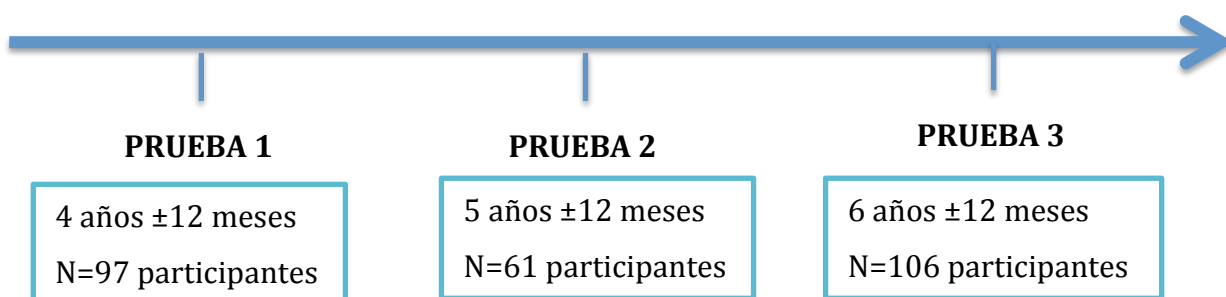 PRUEBA 1
4 años ±12 meses
N=97 participantes
PRUEBA 2
5 años ±12 meses
N=61 participantes
PRUEBA 3
6 años ±12 meses
N=106 participantes